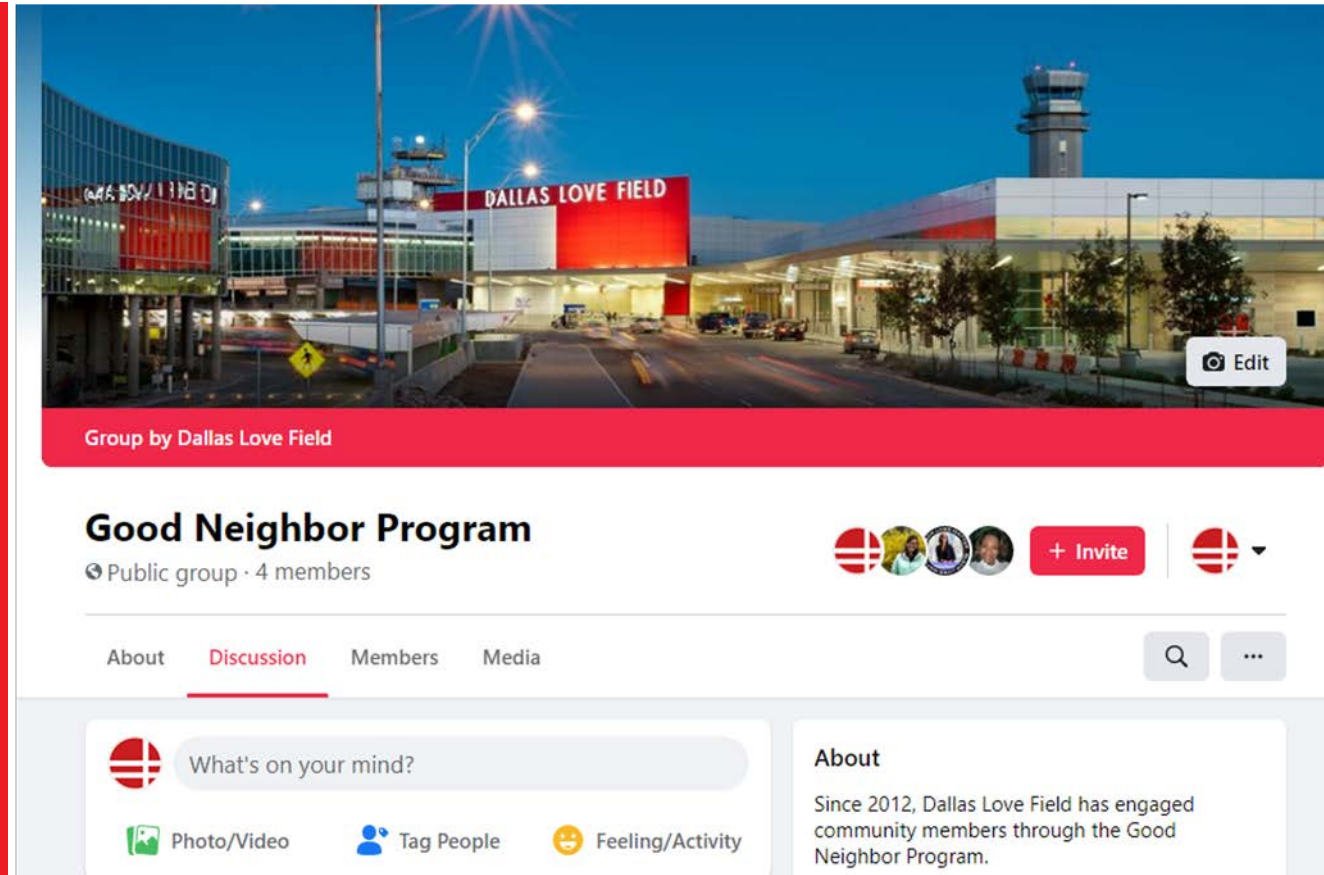 DALLAS LOVE FIELD
Edit
Group by Dallas Love Field
Good Neighbor Program
Public group · 4 members
+ Invite
About Discussion Members Media
...
What's on your mind?
Photo/Video Tag People Feeling/Activity
About
Since 2012, Dallas Love Field has engaged
community members through the Good
Neighbor Program.